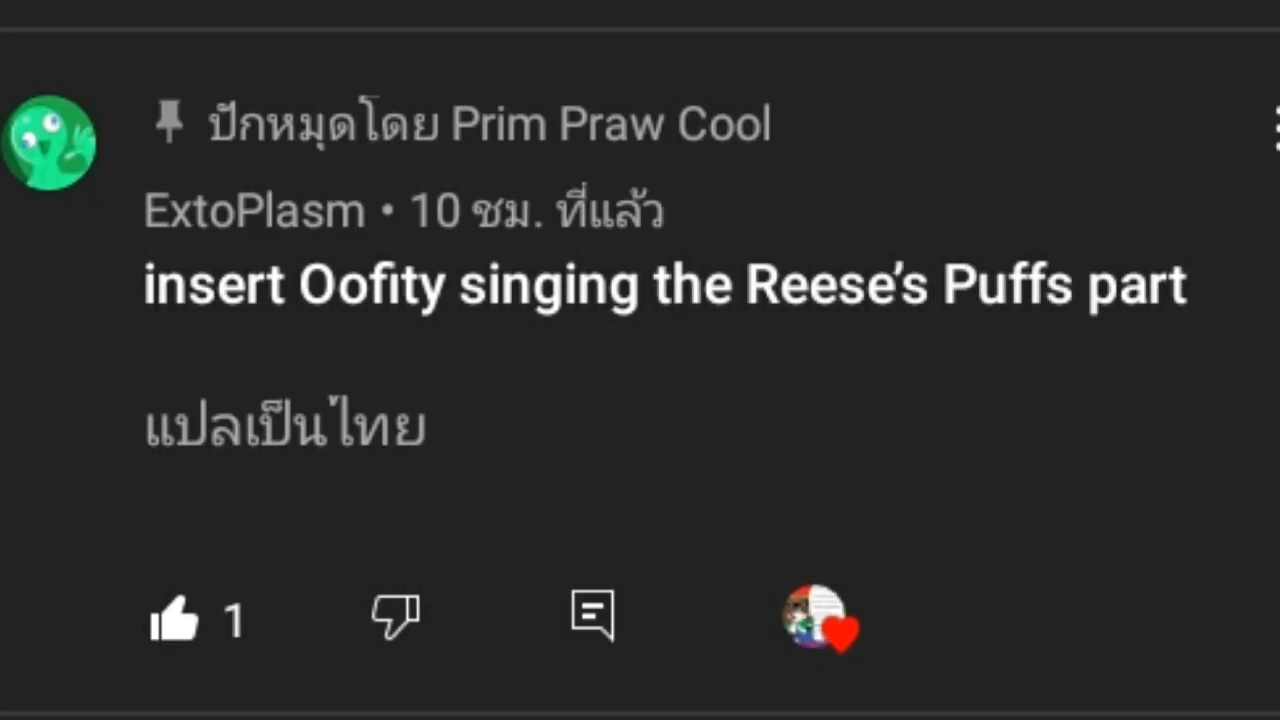 ปักหมุดโดย Prim Praw Cool
ExtoPlasm • 10 ชม. ที่แล้ว
insert Oofity singing the Reese’s Puffs part
แปลเป็นไทย
1